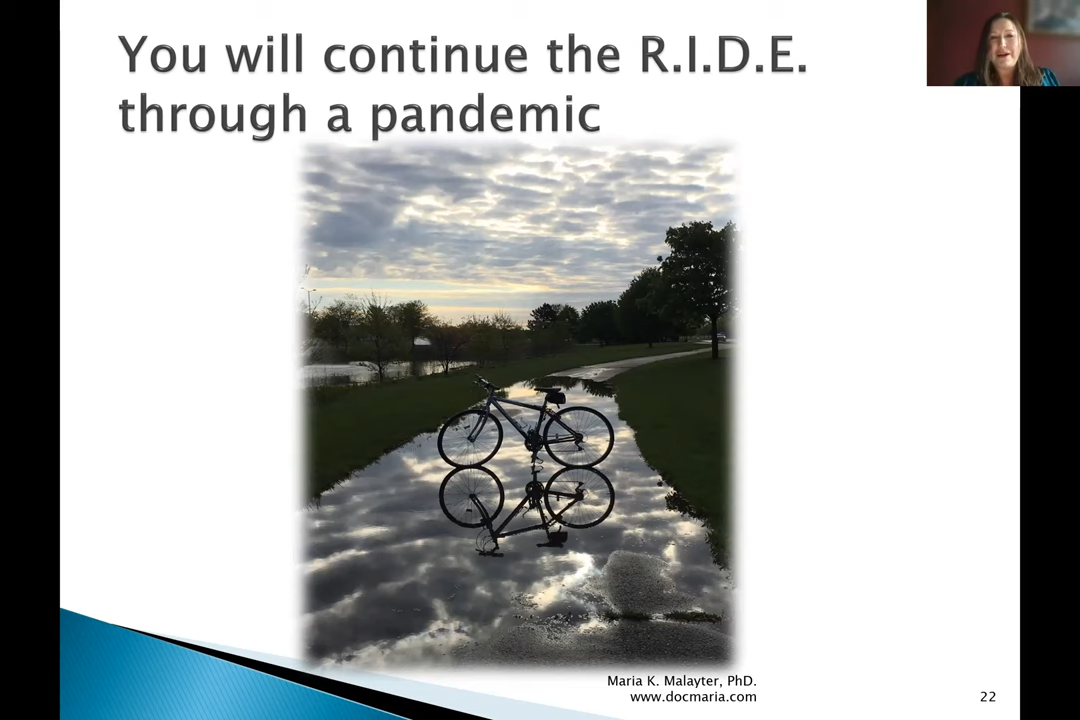 You will continue the R.I.D.E.
through a pandemic
Maria K. Malayter, PhD.
www.docmaria.com
22